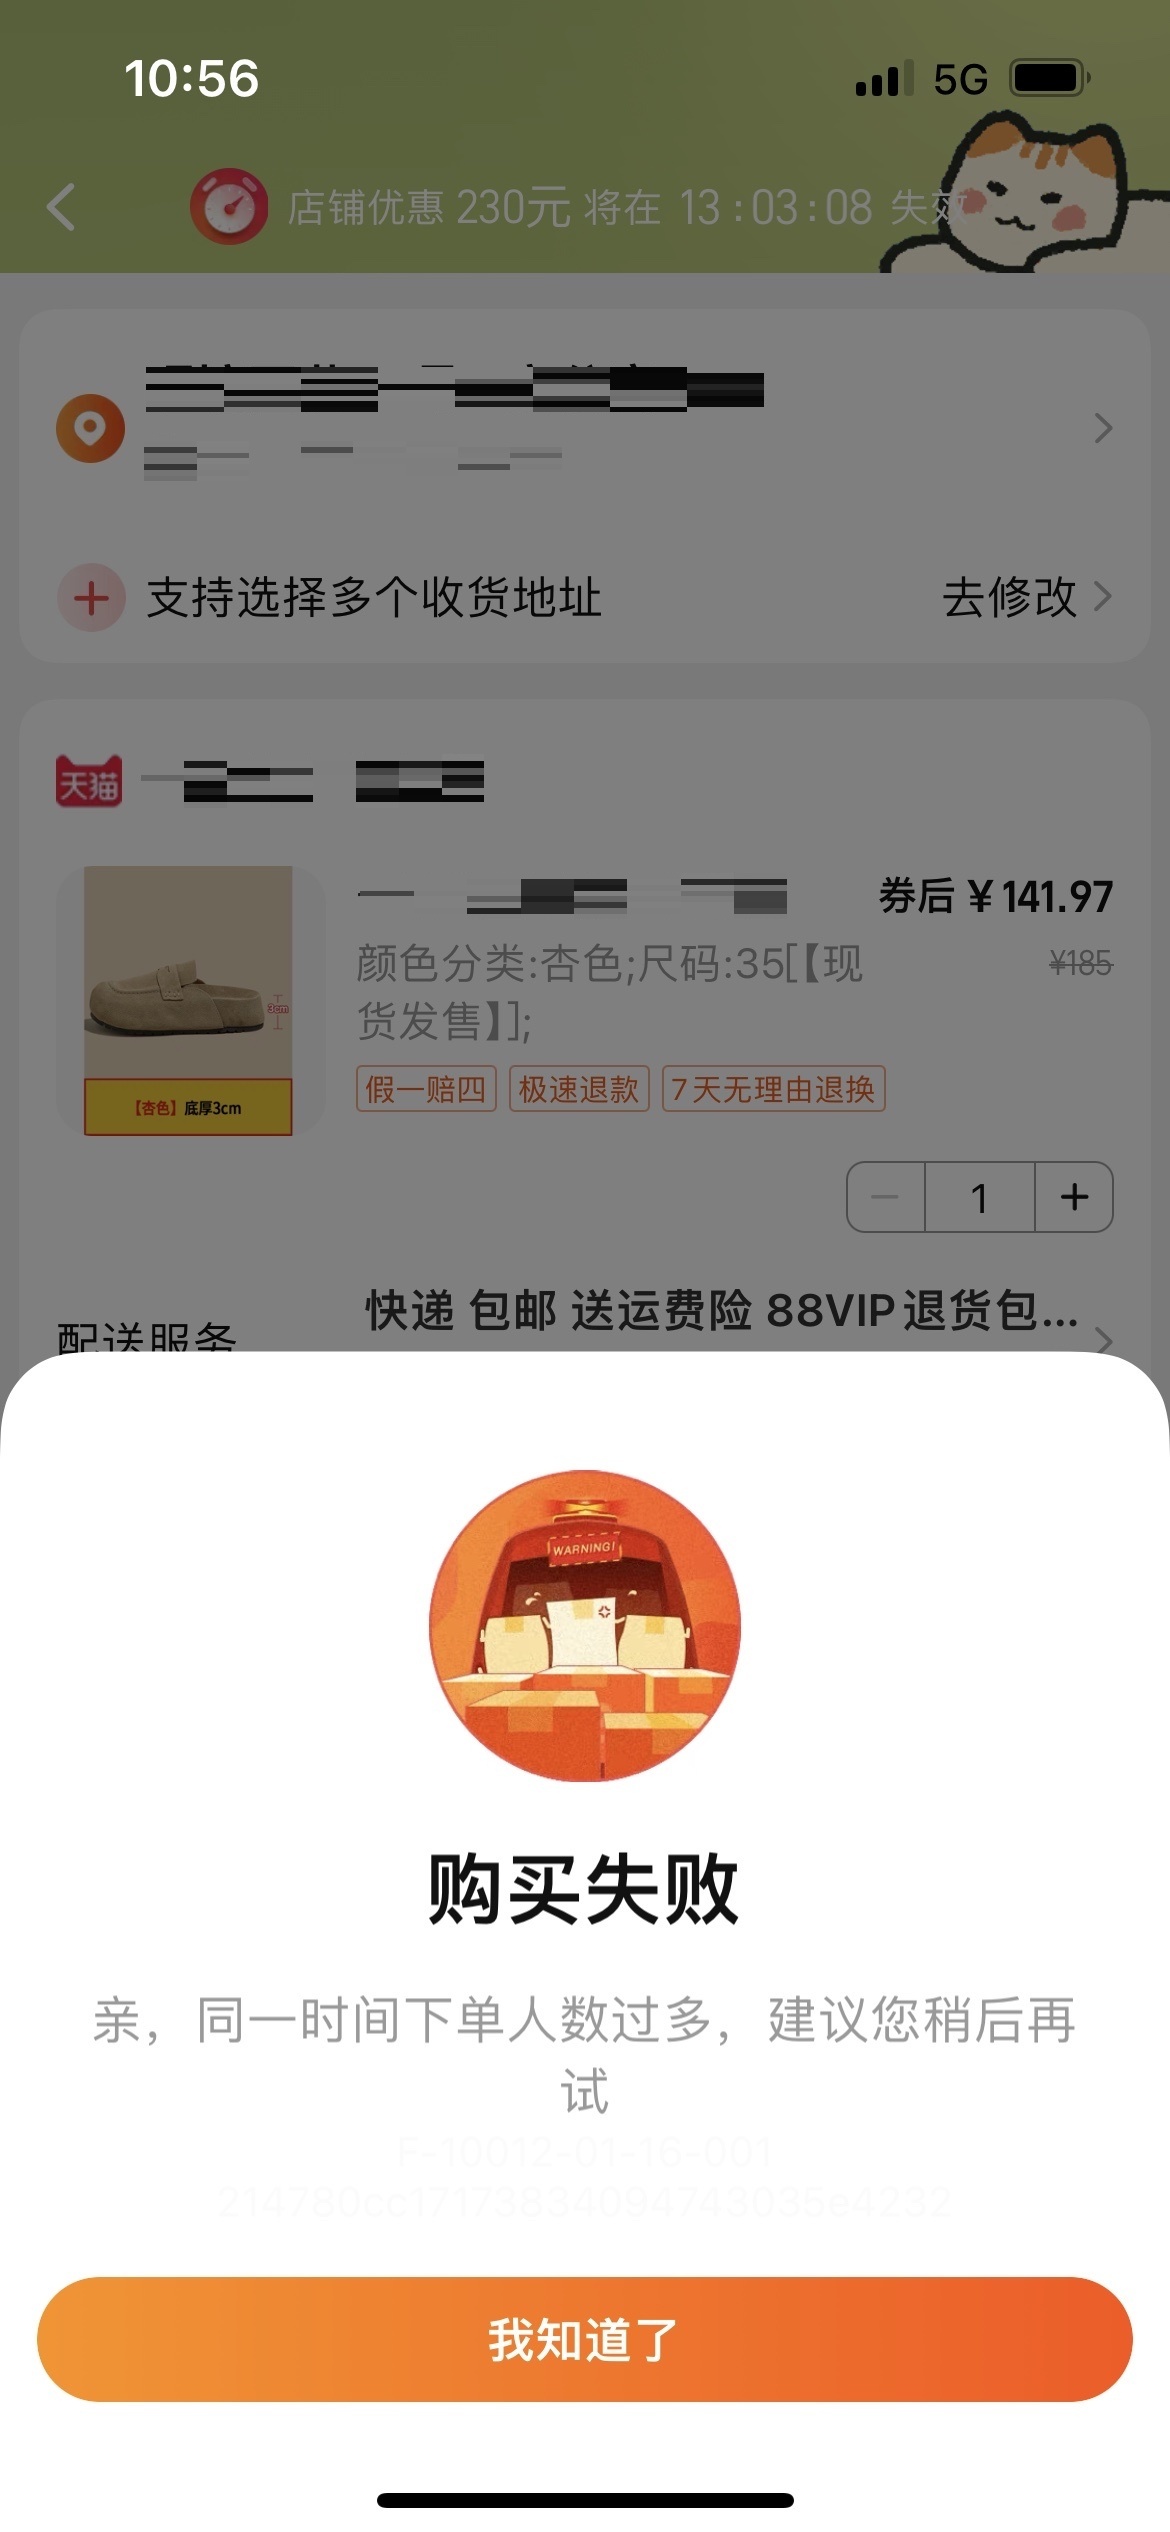 10:56
5G
店铺优惠 230元 将在 13:03:08 失效
支持选择多个收货地址
去修改
天猫
券后 ¥141.97
颜色分类:杏色;尺码:35[【现
¥185
货发售】];
3cm
假一赔四
极速退款
7天无理由退换
【杏色】底厚3cm
1
快递 包邮 送运费险 88VIP退货包...
配送服务
WARNING!
购买失败
亲，同一时间下单人数过多，建议您稍后再
试
F-10012-01-16-001
214780cc17173834094743035e4232
我知道了